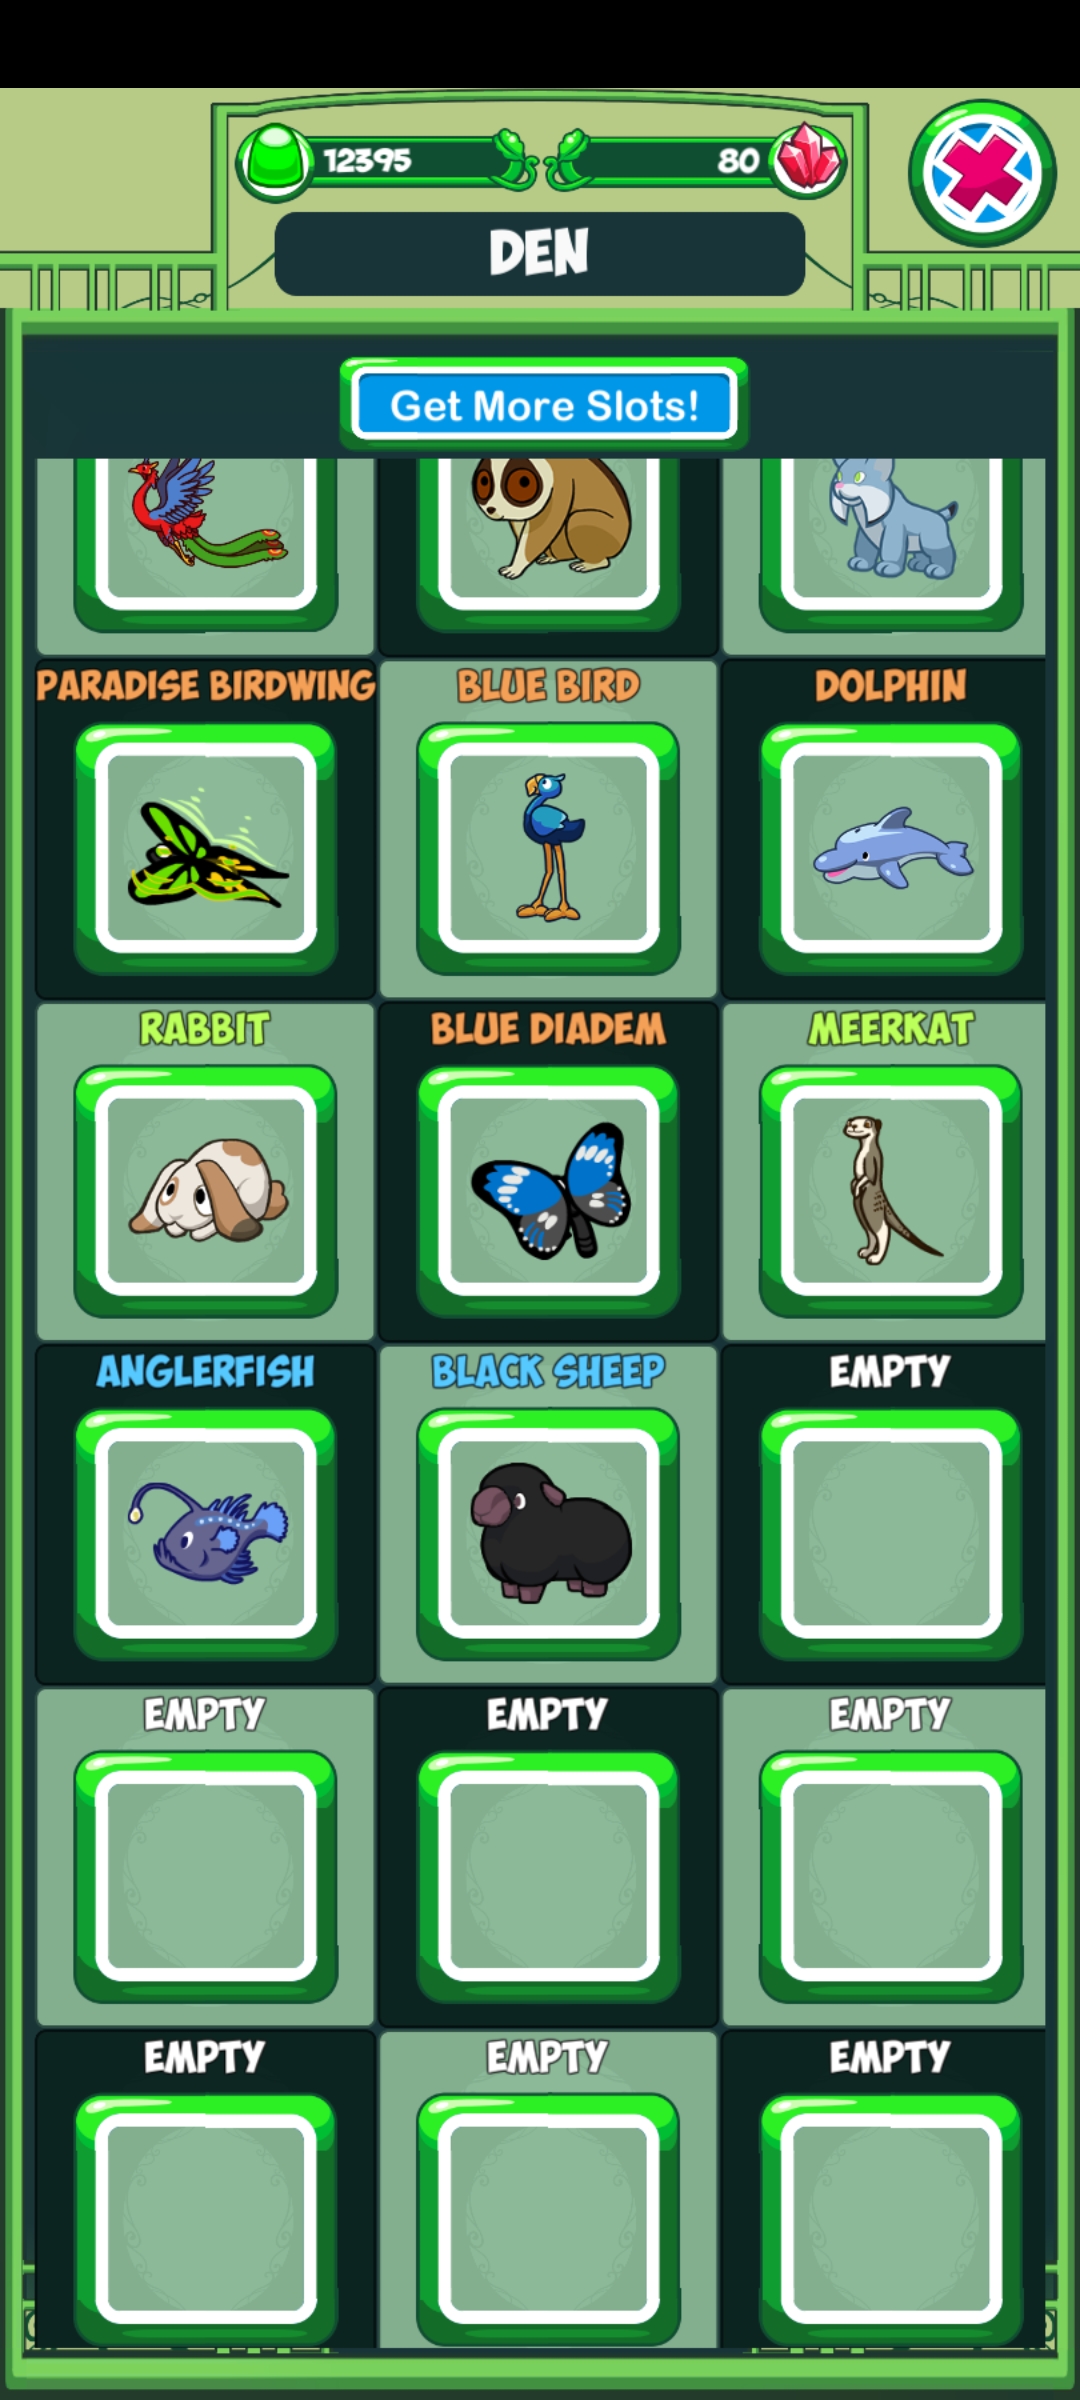 12395
80
DEN
Get More Slots!
PARADISE BIRDWING
BLUE BIRD
DOLPHIN
RABBIT
BLUE DIADEM
MEERKAT
ANGLERFISH
BLACK SHEEP
EMPTY
EMPTY
EMPTY
EMPTY
EMPTY
EMPTY
EMPTY